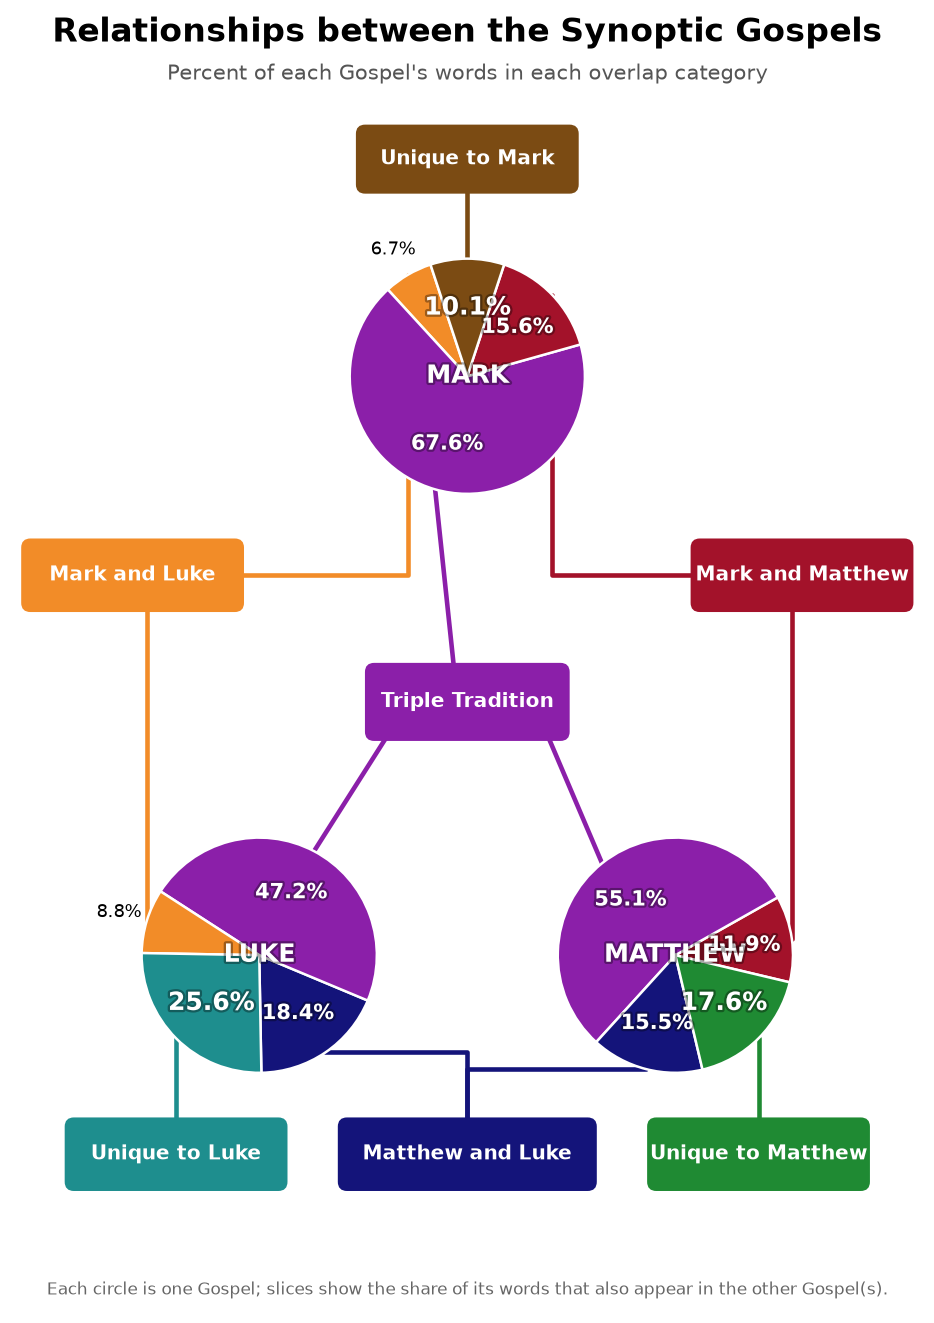 Relationships between the Synoptic Gospels
Percent of each Gospel's words in each overlap category
Unique to Mark
6.7%
10.1%
15.6%
MARK
67.6%
Mark and Luke
Mark and Matthew
Triple Tradition
47.2%
8.8%
LUKE
25.6%
18.4%
55.1%
11.9%
MATTHEW
17.6%
15.5%
Unique to Luke
Matthew and Luke
Unique to Matthew
Each circle is one Gospel; slices show the share of its words that also appear in the other Gospel(s).